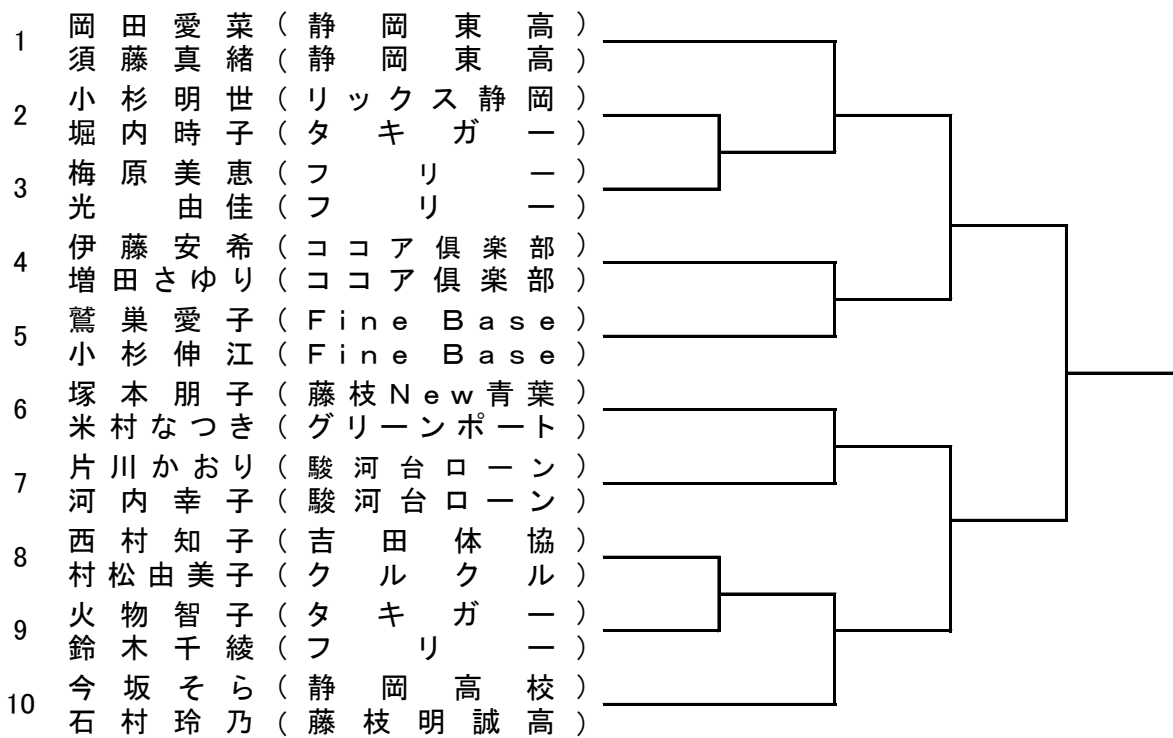 1
岡田愛菜(静岡東高)
須藤真緒(静岡東高)
2
小杉明世(リックス静岡)
堀内時子(タキガー)
3
梅原美恵(フリー)
光 由佳(フリー)
4
伊藤安希(ココア倶楽部)
増田さゆり(ココア倶楽部)
5
鷲巣愛子(Fine Base)
小杉伸江(Fine Base)
6
塚本朋子(藤枝New青葉)
米村なつき(グリーンポート)
7
片川かおり(駿河台ローン)
河内幸子(駿河台ローン)
8
西村知子(吉田体協)
村松由美子(クルクル)
9
火物智子(タキガー)
鈴木千綾(フリー)
10
今坂そら(静岡高校)
石村玲乃(藤枝明誠高)